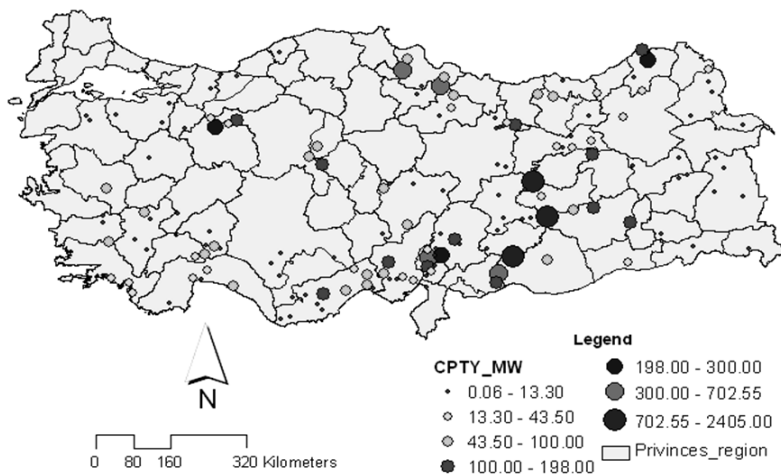 N
0 80 160 320 Kilometers
CPTY_MW
0.06 - 13.30
13.30 - 43.50
43.50 - 100.00
100.00 - 198.00
Legend
198.00 - 300.00
300.00 - 702.55
702.55 - 2405.00
Privinces_region